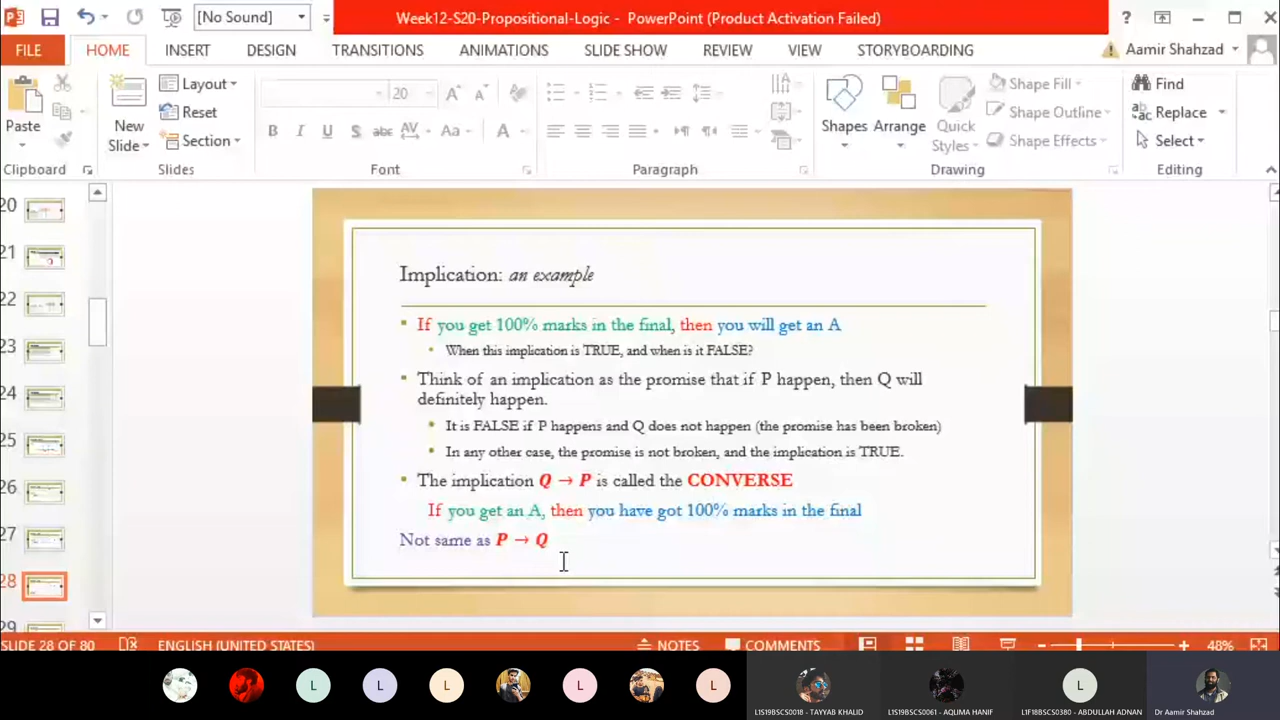 [No Sound]
Week12-S20-Propositional-Logic - PowerPoint (Product Activation Failed)
?
FILE HOME INSERT DESIGN TRANSITIONS ANIMATIONS SLIDE SHOW REVIEW VIEW STORYBOARDING Aamir Shahzad
Paste
New
Slide
Layout
Reset
Section
20
B I U S abc AV Aa A
Shapes
Arrange
Quick
Styles
Shape Fill
Shape Outline
Shape Effects
Find
Replace
Select
Clipboard Slides Font Paragraph Drawing Editing
20
21
22
23
24
25
26
27
28
29
Implication: an example
If you get 100% marks in the final, then you will get an A
When this implication is TRUE, and when is it FALSE?
Think of an implication as the promise that if P happen, then Q will
definitely happen.
It is FALSE if P happens and Q does not happen (the promise has been broken)
In any other case, the promise is not broken, and the implication is TRUE.
The implication Q → P is called the CONVERSE
If you get an A, then you have got 100% marks in the final
Not same as P → Q
SLIDE 28 OF 80 ENGLISH (UNITED STATES) NOTES COMMENTS 48%
L L L L L
L1S19BSCS0018 - TAYYAB KHALID L1S19BSCS0061 - AQLIMA HANIF L1F18BSCS0380 - ABDULLAH ADNAN Dr Aamir Shahzad